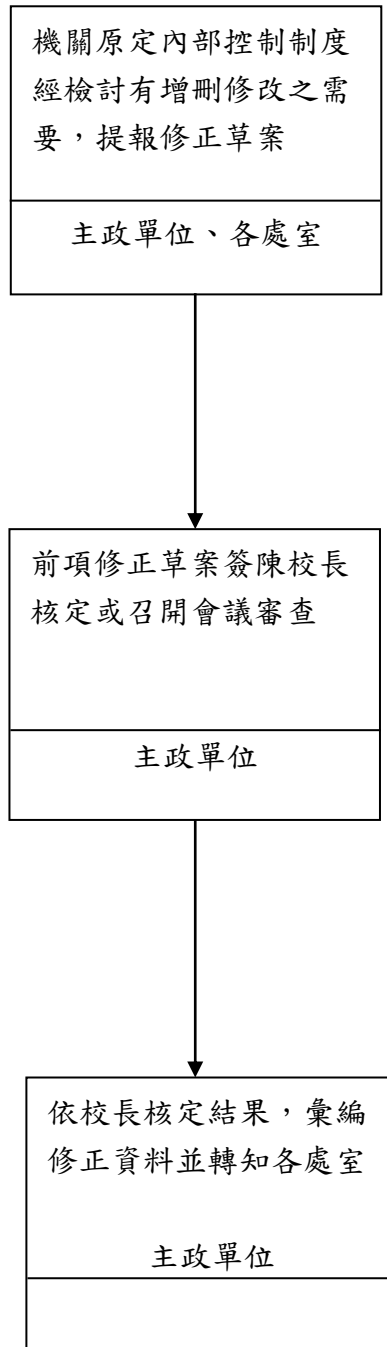 機關原定內部控制制度
經檢討有增刪修改之需
要，提報修正草案
主政單位、各處室
前項修正草案簽陳校長
核定或召開會議審查
主政單位
依校長核定結果，彙編
修正資料並轉知各處室
主政單位